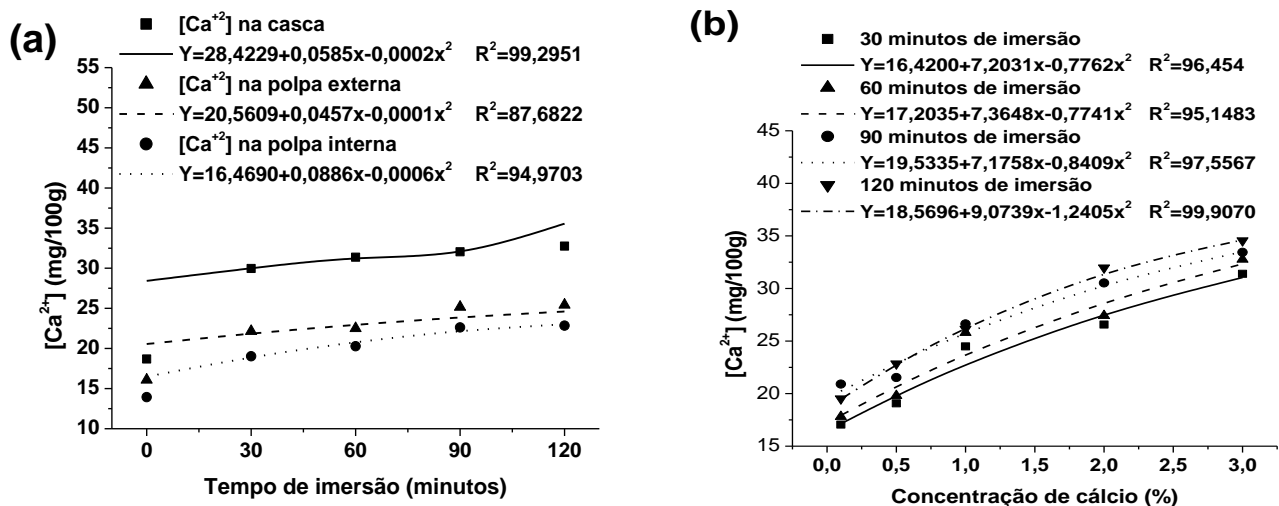 (a)
[Ca⁺²] na casca
Y=28,4229+0,0585x-0,0002x² R²=99,2951
[Ca⁺²] na polpa externa
Y=20,5609+0,0457x-0,0001x² R²=87,6822
[Ca⁺²] na polpa interna
Y=16,4690+0,0886x-0,0006x² R²=94,9703
[Ca²⁺] (mg/100g)
55
50
45
40
35
30
25
20
15
10
0 30 60 90 120
Tempo de imersão (minutos)
(b)
30 minutos de imersão
Y=16,4200+7,2031x-0,7762x² R²=96,454
60 minutos de imersão
Y=17,2035+7,3648x-0,7741x² R²=95,1483
90 minutos de imersão
Y=19,5335+7,1758x-0,8409x² R²=97,5567
120 minutos de imersão
Y=18,5696+9,0739x-1,2405x² R²=99,9070
[Ca²⁺] (mg/100g)
45
40
35
30
25
20
15
0,0 0,5 1,0 1,5 2,0 2,5 3,0
Concentração de cálcio (%)